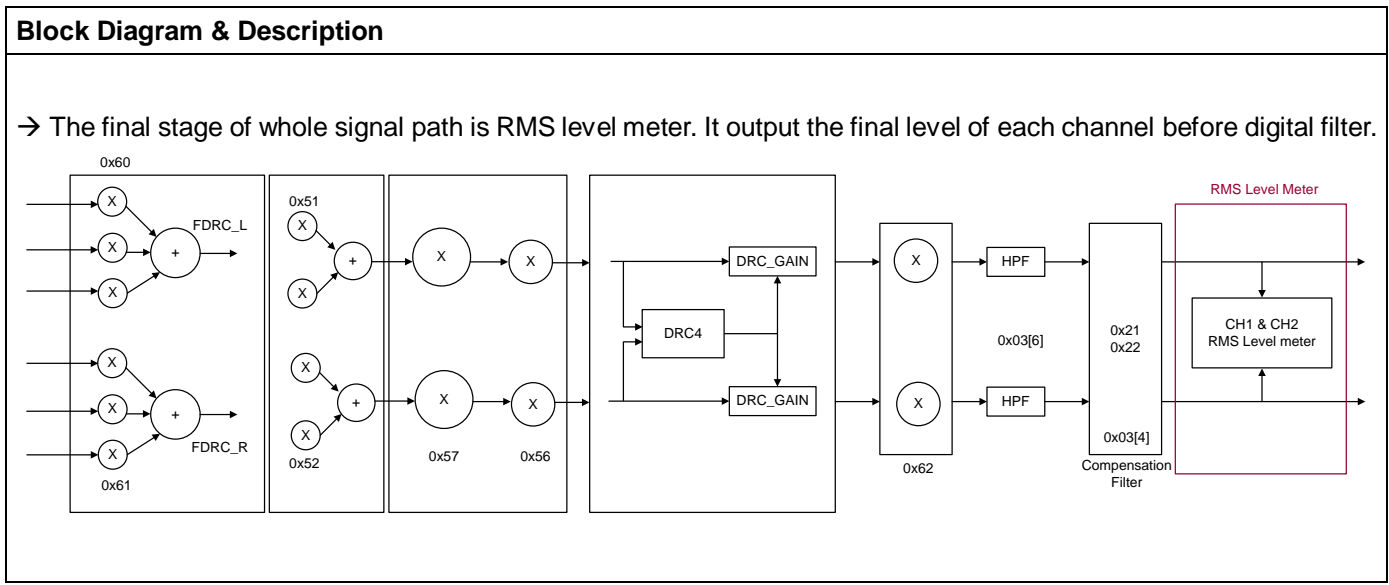 Block Diagram & Description
→ The final stage of whole signal path is RMS level meter. It output the final level of each channel before digital filter.
0x60
X
X
X
+
FDRC_L
X
X
X
+
FDRC_R
0x61
0x51
X
X
+
X
X
+
0x52
X
X
X
X
0x57
0x56
DRC_GAIN
DRC4
DRC_GAIN
X
X
0x62
HPF
0x03[6]
HPF
0x21
0x22
0x03[4]
Compensation
Filter
RMS Level Meter
CH1 & CH2
RMS Level meter